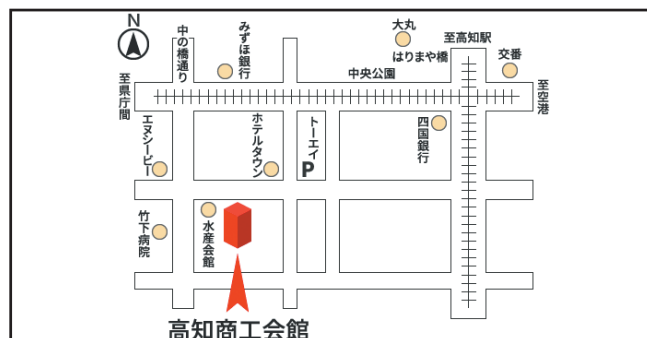 N
中の橋通り
みずほ銀行
大丸
はりまや橋
至高知駅
交番
中央公園
至県庁間
至空港
エヌシービー
ホテルタウン
トーエイ
P
四国銀行
竹下病院
水産会館
高知商工会館